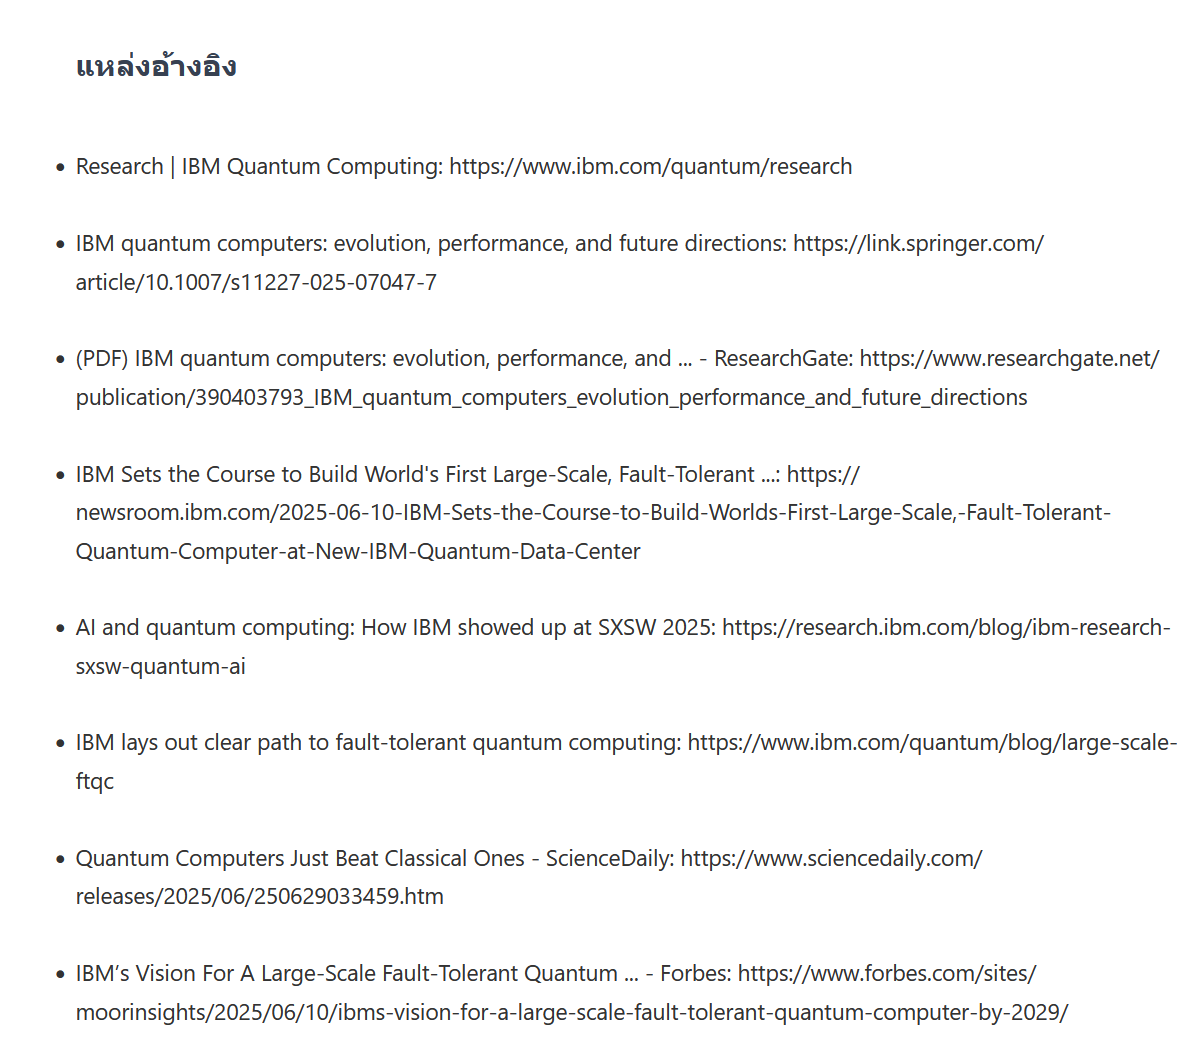 แหล่งอ้างอิง
• Research | IBM Quantum Computing: https://www.ibm.com/quantum/research
• IBM quantum computers: evolution, performance, and future directions: https://link.springer.com/
article/10.1007/s11227-025-07047-7
• (PDF) IBM quantum computers: evolution, performance, and ... - ResearchGate: https://www.researchgate.net/
publication/390403793_IBM_quantum_computers_evolution_performance_and_future_directions
• IBM Sets the Course to Build World's First Large-Scale, Fault-Tolerant ...: https://
newsroom.ibm.com/2025-06-10-IBM-Sets-the-Course-to-Build-Worlds-First-Large-Scale,-Fault-Tolerant-
Quantum-Computer-at-New-IBM-Quantum-Data-Center
• AI and quantum computing: How IBM showed up at SXSW 2025: https://research.ibm.com/blog/ibm-research-
sxsw-quantum-ai
• IBM lays out clear path to fault-tolerant quantum computing: https://www.ibm.com/quantum/blog/large-scale-
ftqc
• Quantum Computers Just Beat Classical Ones - ScienceDaily: https://www.sciencedaily.com/
releases/2025/06/250629033459.htm
• IBM’s Vision For A Large-Scale Fault-Tolerant Quantum ... - Forbes: https://www.forbes.com/sites/
moorinsights/2025/06/10/ibms-vision-for-a-large-scale-fault-tolerant-quantum-computer-by-2029/